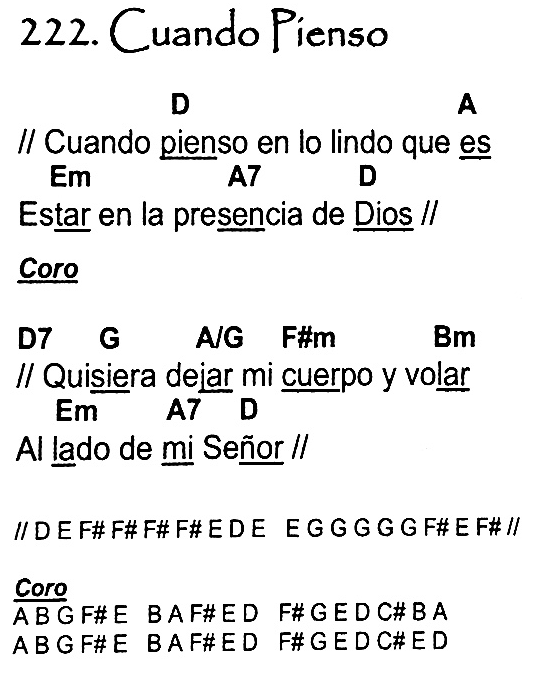 222. Cuando Pienso
D A
// Cuando pienso en lo lindo que es
Em A7 D
Estar en la presencia de Dios //
Coro
D7 G A/G F#m Bm
// Quisiera dejar mi cuerpo y volar
Em A7 D
Al lado de mi Señor //
// D E F# F# F# F# E D E E G G G G G F# E F# //
Coro
A B G F# E B A F# E D F# G E D C# B A
A B G F# E B A F# E D F# G E D C# E D